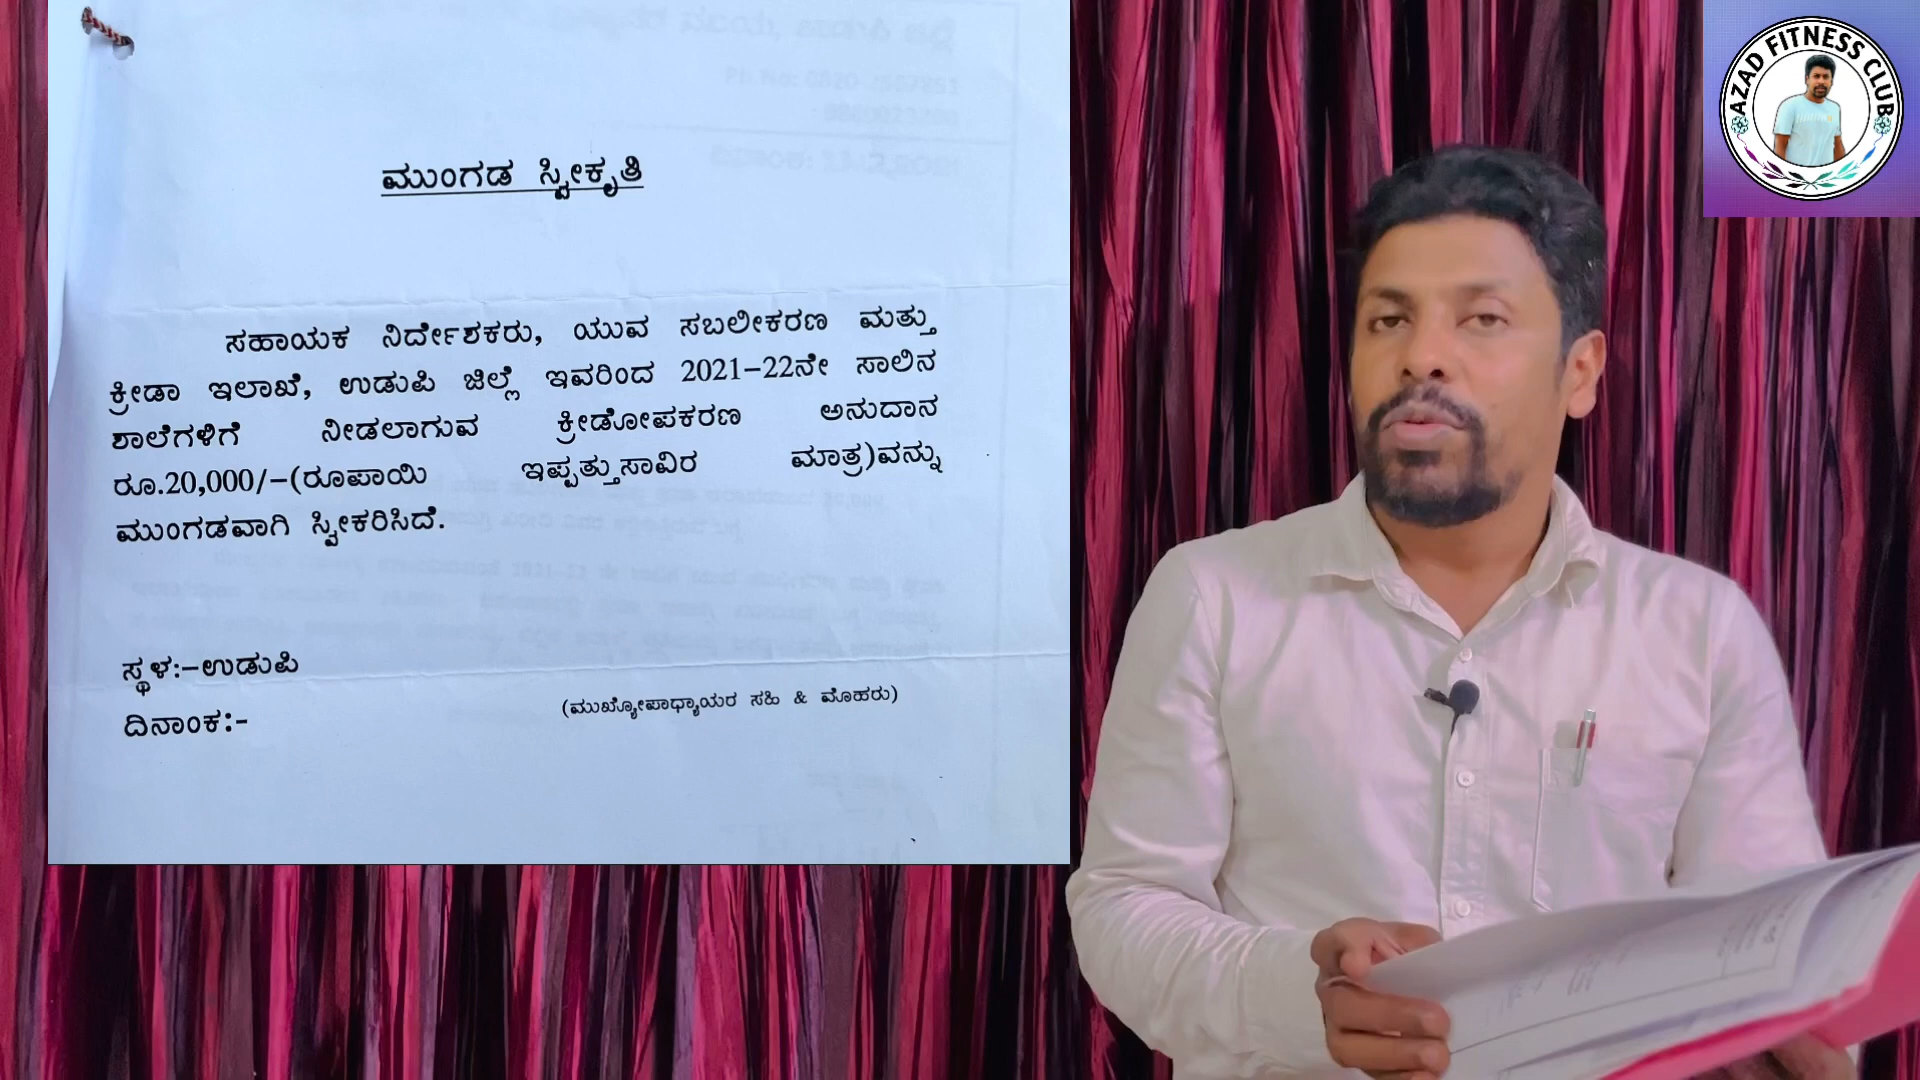 ಮುಂಗಡ ಸ್ವೀಕೃತಿ
ಸಹಾಯಕ ನಿರ್ದೇಶಕರು, ಯುವ ಸಬಲೀಕರಣ ಮತ್ತು
ಕ್ರೀಡಾ ಇಲಾಖೆ, ಉಡುಪಿ ಜಿಲ್ಲೆ ಇವರಿಂದ 2021-22ನೇ ಸಾಲಿನ
ಶಾಲೆಗಳಿಗೆ ನೀಡಲಾಗುವ ಕ್ರೀಡೋಪಕರಣ ಅನುದಾನ
ರೂ.20,000/-(ರೂಪಾಯಿ ಇಪ್ಪತ್ತುಸಾವಿರ ಮಾತ್ರ)ವನ್ನು
ಮುಂಗಡವಾಗಿ ಸ್ವೀಕರಿಸಿದೆ.
ಸ್ಥಳ:-ಉಡುಪಿ
(ಮುಖ್ಯೋಪಾಧ್ಯಾಯರ ಸಹಿ & ಮೊಹರು)
ದಿನಾಂಕ:-
AZAD FITNESS CLUB